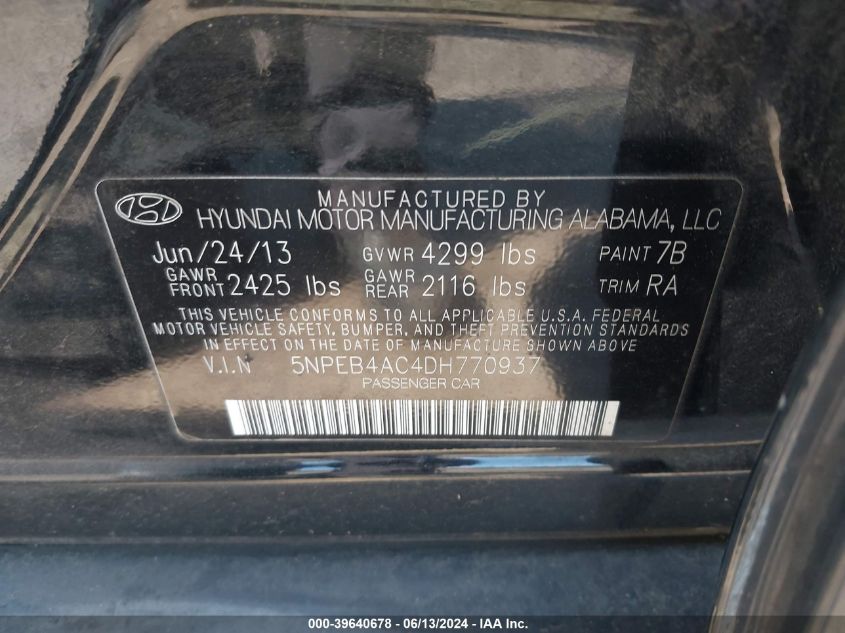 MANUFACTURED BY
HYUNDAI MOTOR MANUFACTURING ALABAMA, LLC
Jun/24/13 GVWR 4299 lbs PAINT 7B
GAWR FRONT 2425 lbs GAWR REAR 2116 lbs TRIM RA
THIS VEHICLE CONFORMS TO ALL APPLICABLE U.S.A. FEDERAL
MOTOR VEHICLE SAFETY, BUMPER, AND THEFT PREVENTION STANDARDS
IN EFFECT ON THE DATE OF MANUFACTURE SHOWN ABOVE
V.I.N 5NPEB4AC4DH770937
PASSENGER CAR
000-39640678 - 06/13/2024 - IAA, Inc.